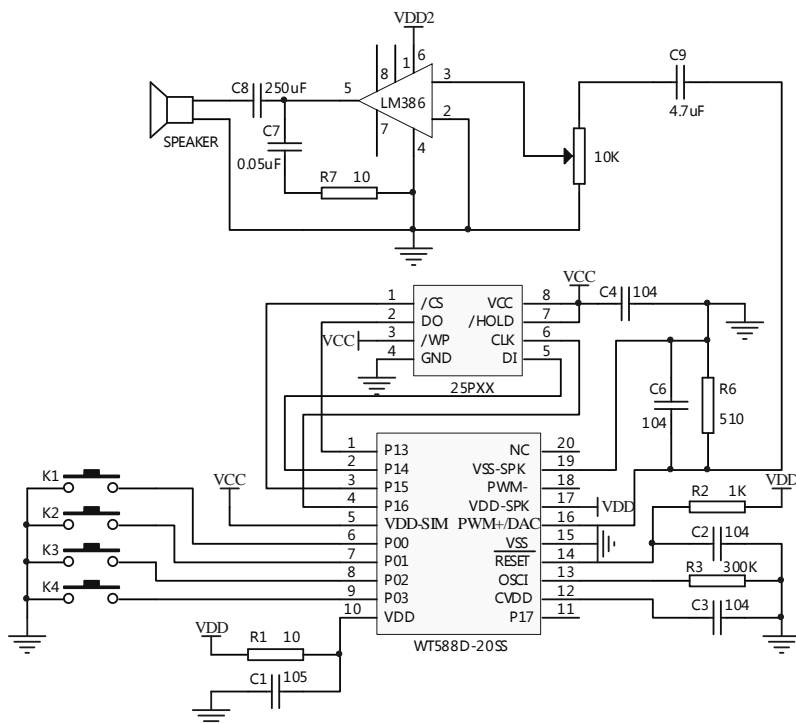 VDD2
C9
4.7uF
C8 250uF 5
8 1 6
LM386
3
2
7
4
SPEAKER
C7
0.05uF
R7 10
10K
1 /CS VCC 8
2 DO /HOLD 7
VCC 3 /WP CLK 6
4 GND DI 5
25PXX
VCC
C4 104
C6
104
R6
510
1 P13 NC 20
2 P14 VSS-SPK 19
3 P15 PWM- 18
4 P16 VDD-SPK 17 VDD
5 VDD-SIM PWM+/DAC 16
6 P00 VSS 15
7 P01 RESET 14
8 P02 OSCI 13
9 P03 CVDD 12
10 VDD P17 11
WT588D-20SS
K1
K2
K3
K4
VCC
VDD
R1 10
C1 105
R2 1K
VDD
C2 104
R3 300K
C3 104